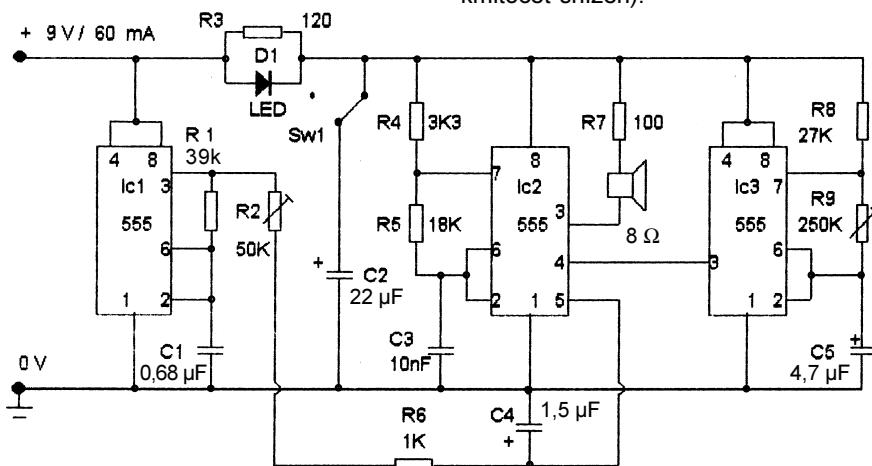 kmitočst snížen).
R3 120
+ 9 V / 60 mA
D1
LED
Sw1
R 1
39k
4 8
3
Ic1
555
6
2
1
R2
50K
R4 3K3
R7 100
R8
27K
8
7
Ic2
555
3
6
4
2
1 5
R5
18K
8 Ω
4 8
Ic3
7
555
6
3
2
1
R9
250K
+
C2
22 µF
C1
0,68 µF
C3
10nF
C5 +
4,7 µF
0 V
R6
1K
C4
+
1,5 µF